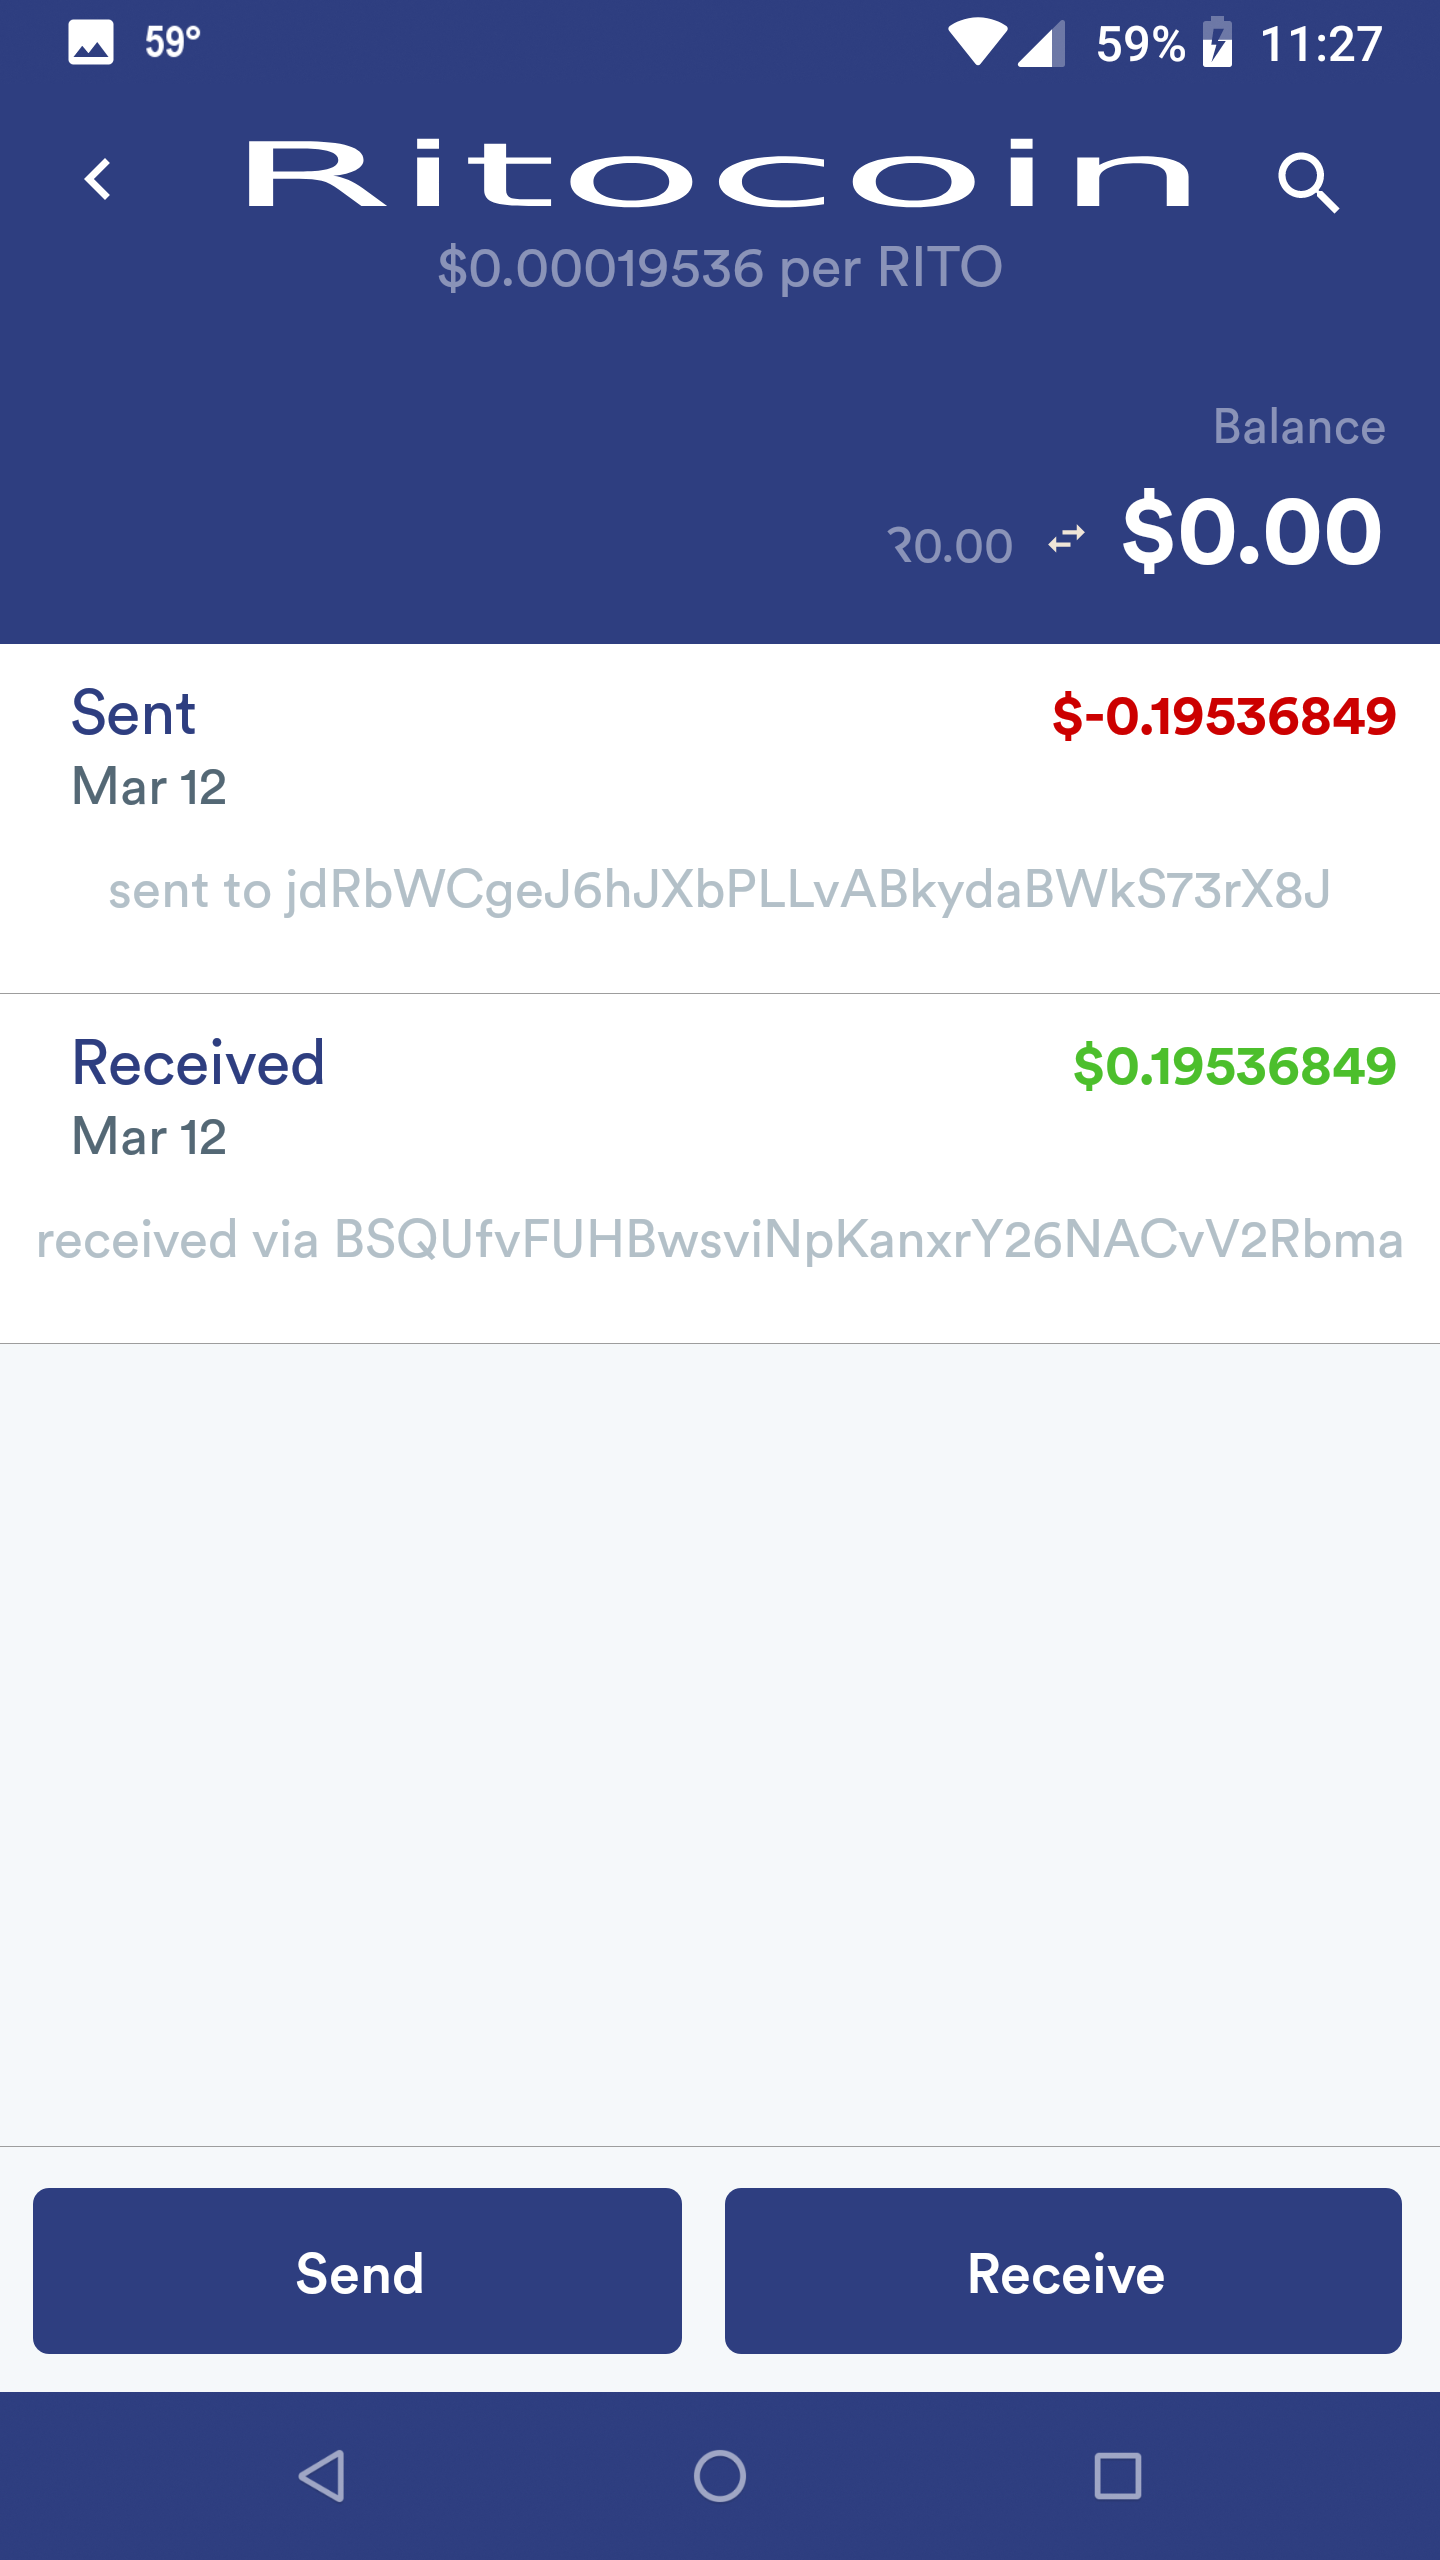 59° 59% 11:27
Ritocoin
$0.00019536 per RITO
Balance
Ɂ0.00 $0.00
Sent $-0.19536849
Mar 12
sent to jdRbWCgeJ6hJXbPLLvABkydaBWkS73rX8J
Received $0.19536849
Mar 12
received via BSQUfvFUHBwsviNpKanxrY26NACvV2Rbma
Send Receive